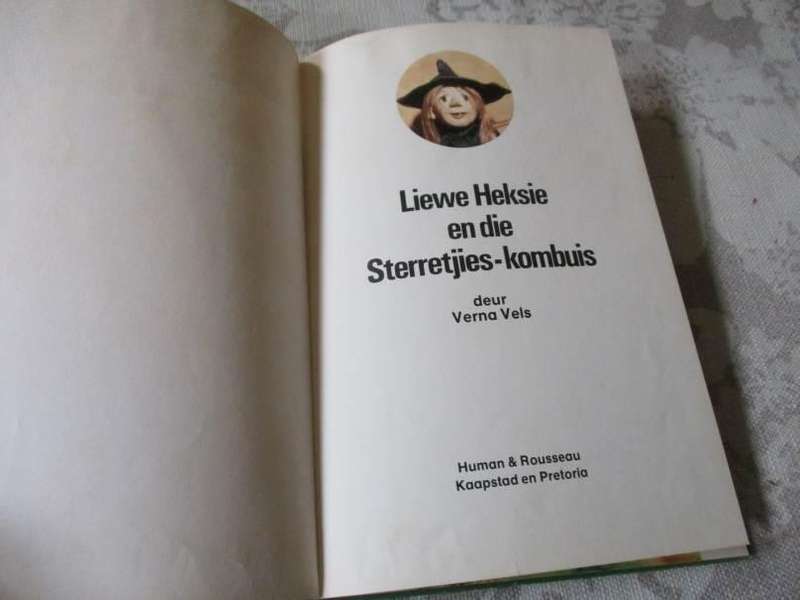 Liewe Heksie
en die
Sterretjies-kombuis
deur
Verna Vels
Human & Rousseau
Kaapstad en Pretoria